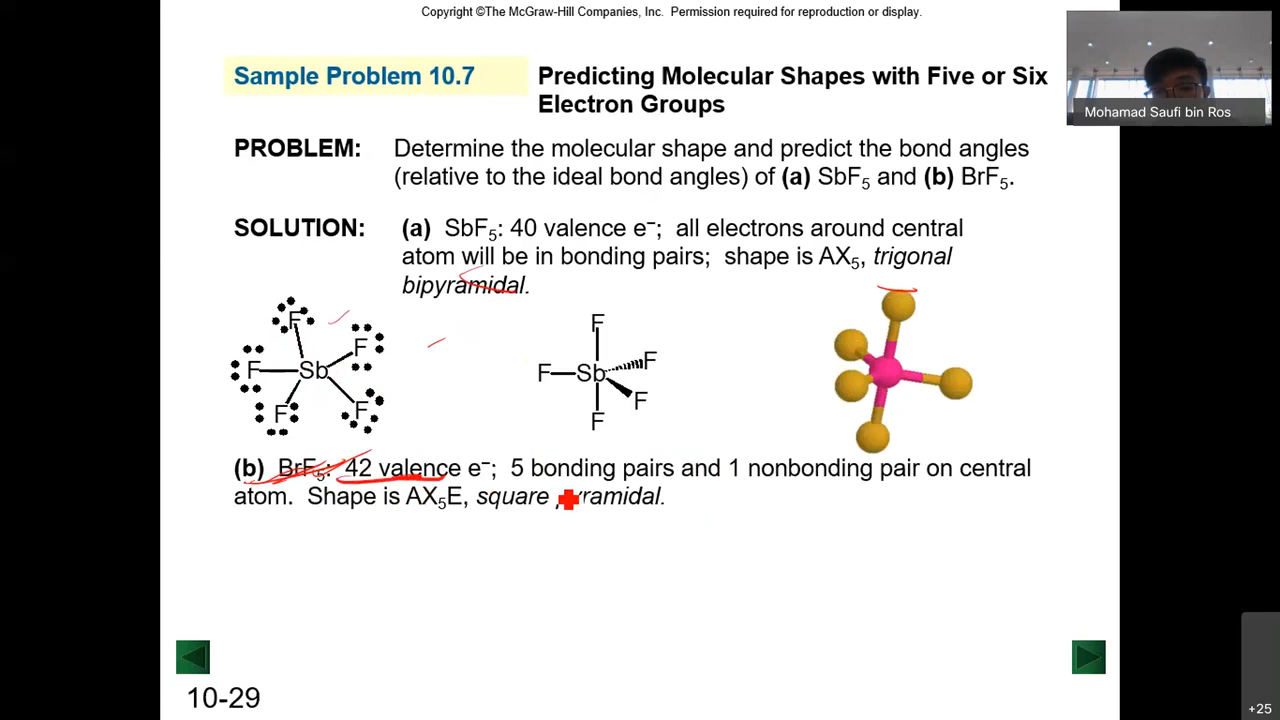 Copyright ©The McGraw-Hill Companies, Inc. Permission required for reproduction or display.
Sample Problem 10.7
Predicting Molecular Shapes with Five or Six
Electron Groups
Mohamad Saufi bin Ros
PROBLEM:
Determine the molecular shape and predict the bond angles
(relative to the ideal bond angles) of (a) SbF5 and (b) BrF5.
SOLUTION:
(a) SbF5: 40 valence e–; all electrons around central
atom will be in bonding pairs; shape is AX5, trigonal
bipyramidal.
F
F
F
Sb
F
F
F
F
F
Sb
F
F
(b) BrF5: 42 valence e–; 5 bonding pairs and 1 nonbonding pair on central
atom. Shape is AX5E, square pyramidal.
10-29
+25